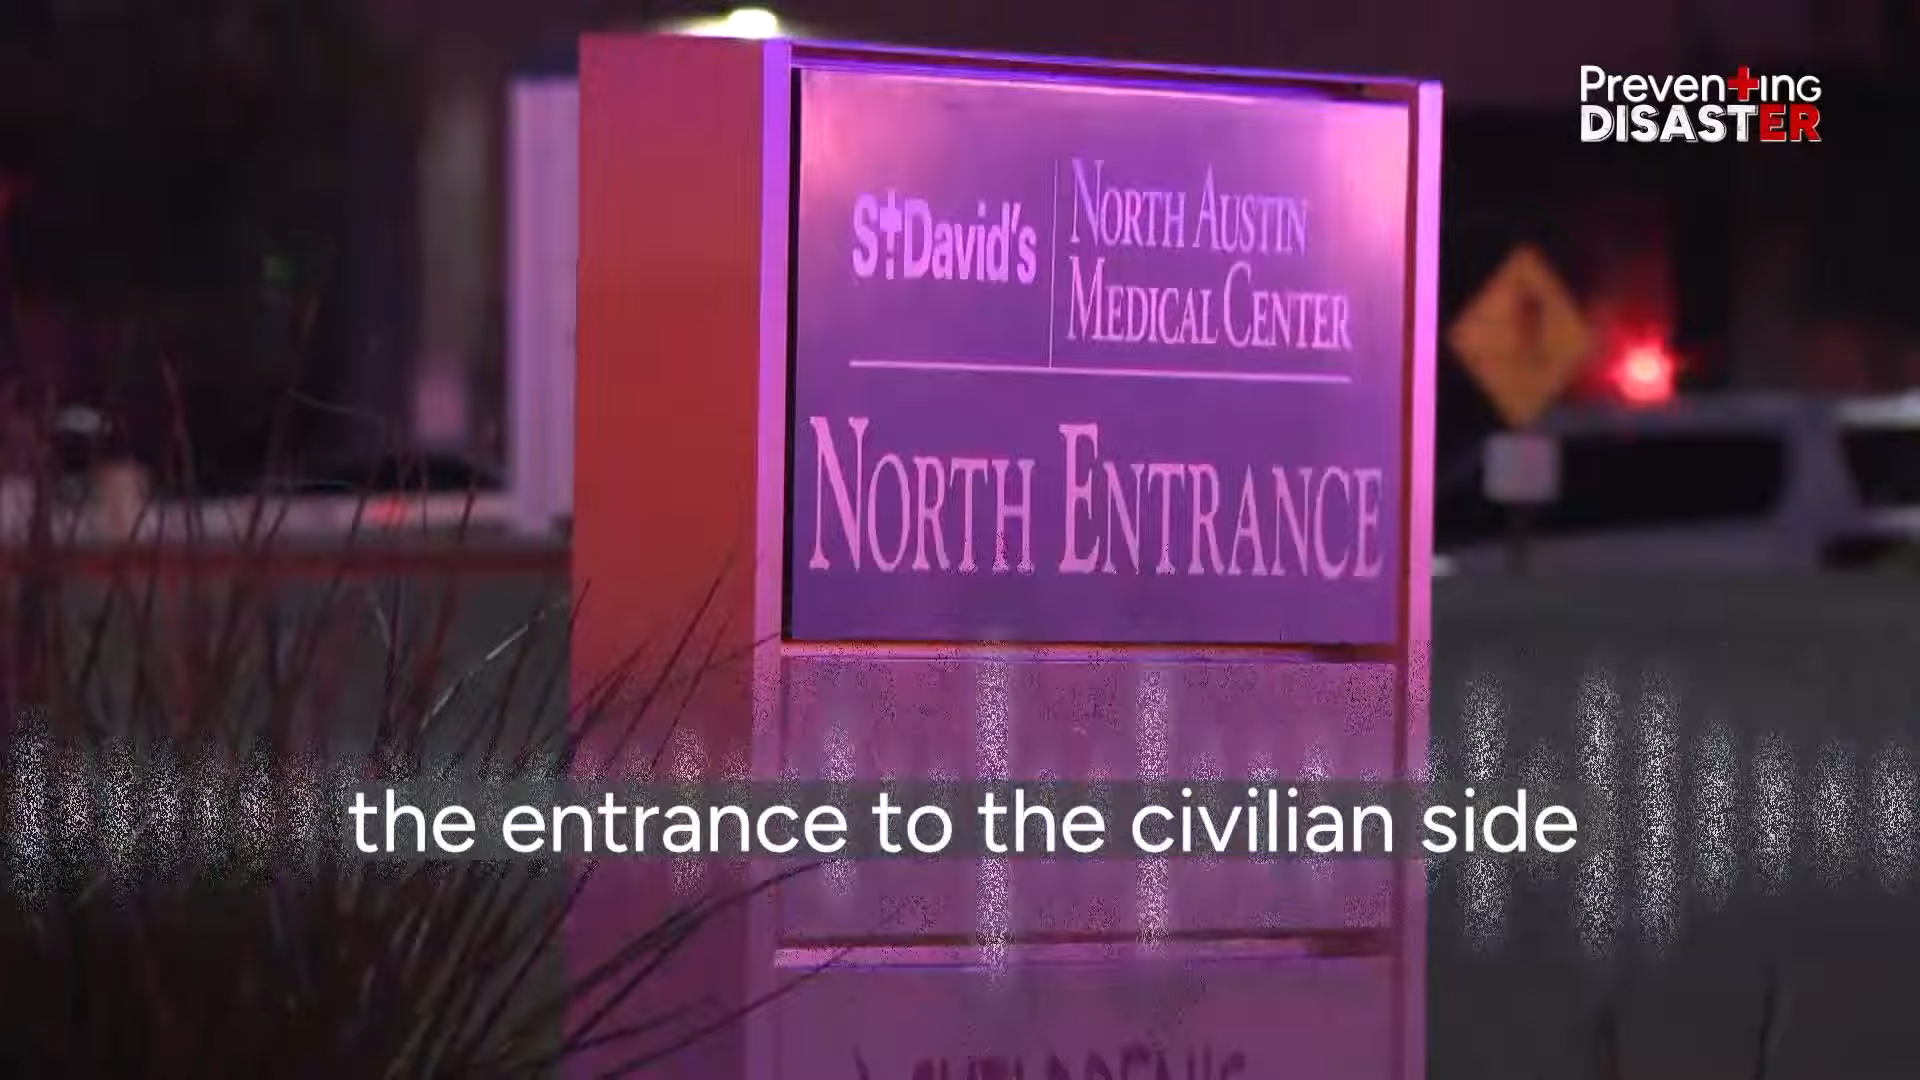 Preventing
DISASTER
St David's
North Austin
Medical Center
North Entrance
the entrance to the civilian side